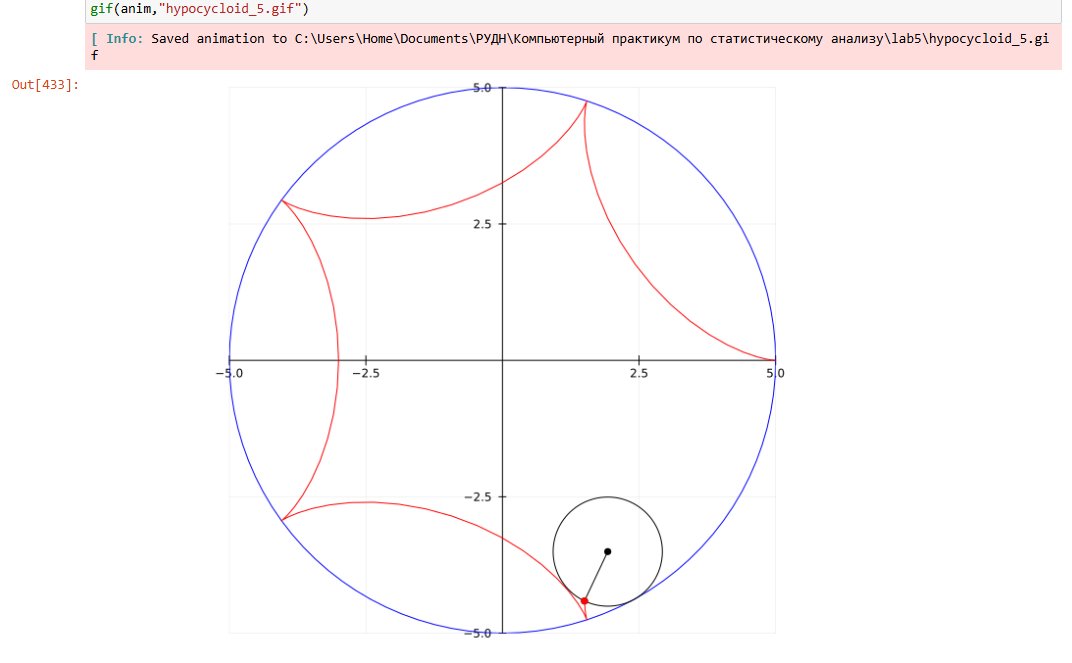 gif(anim,"hypocycloid_5.gif")
[ Info: Saved animation to C:\Users\Home\Documents\РУДН\Компьютерный практикум по статистическому анализу\lab5\hypocycloid_5.gi
f
Out[433]:
5.0
2.5
−5.0 −2.5 2.5 5.0
−2.5
−5.0